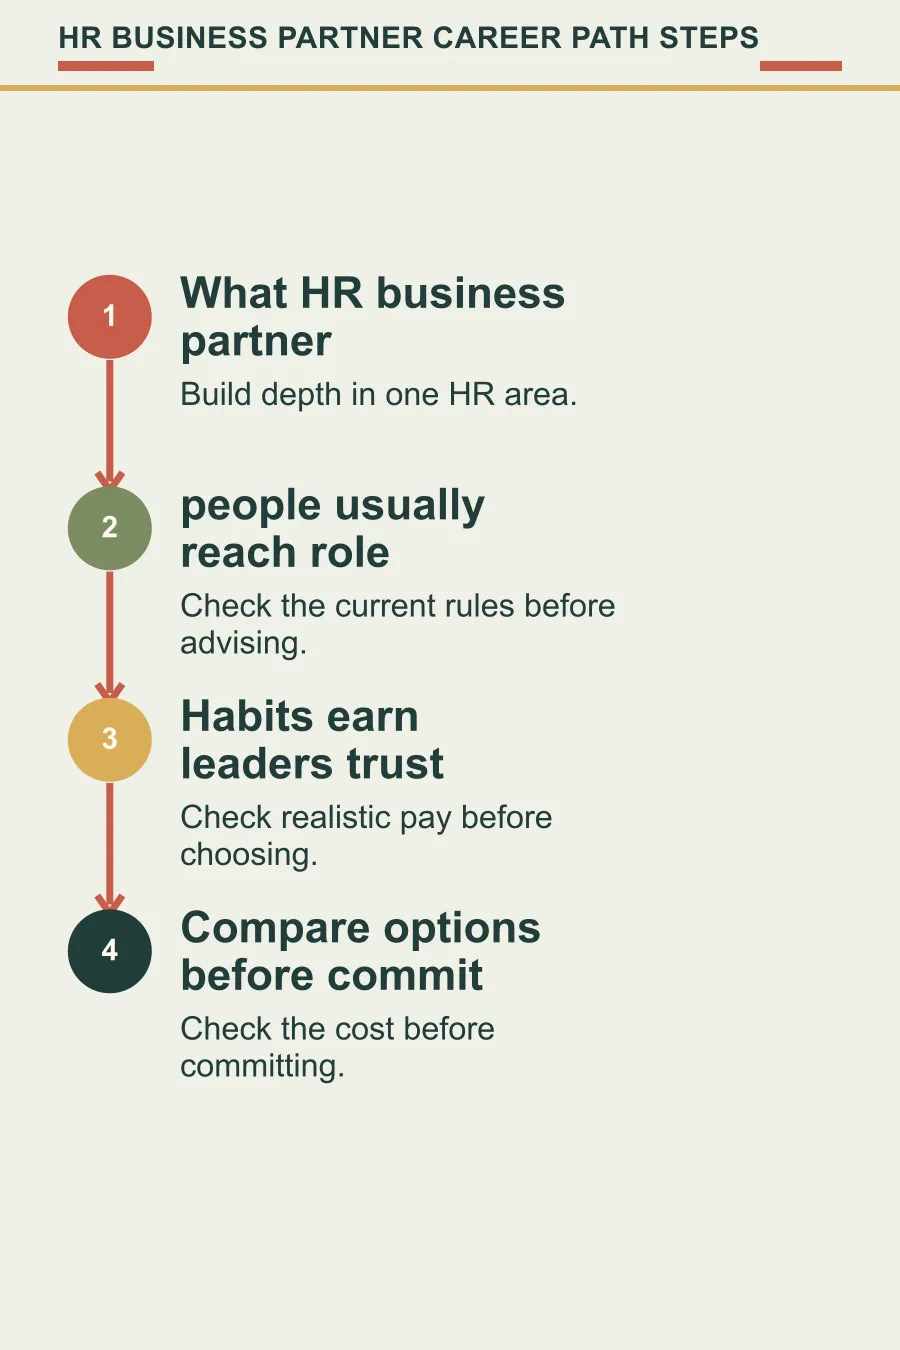 HR BUSINESS PARTNER CAREER PATH STEPS
1
What HR business
partner
Build depth in one HR area.
2
people usually
reach role
Check the current rules before
advising.
3
Habits earn
leaders trust
Check realistic pay before
choosing.
4
Compare options
before commit
Check the cost before
committing.